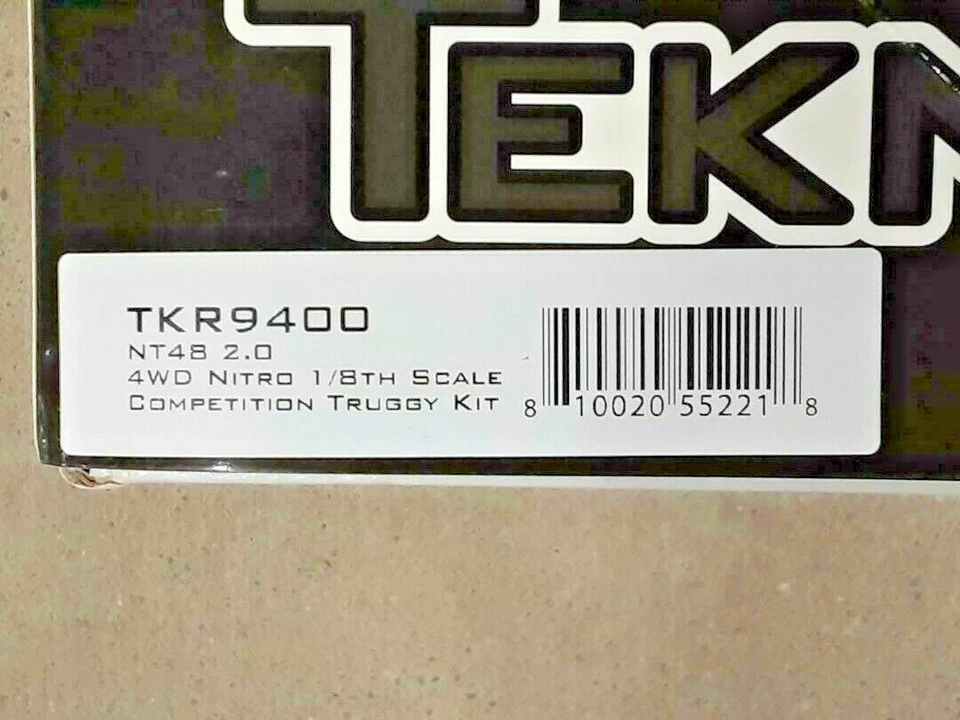 TEKN
TKR9400
NT48 2.0
4WD Nitro 1/8th Scale
Competition Truggy Kit
8 10020 55221 8